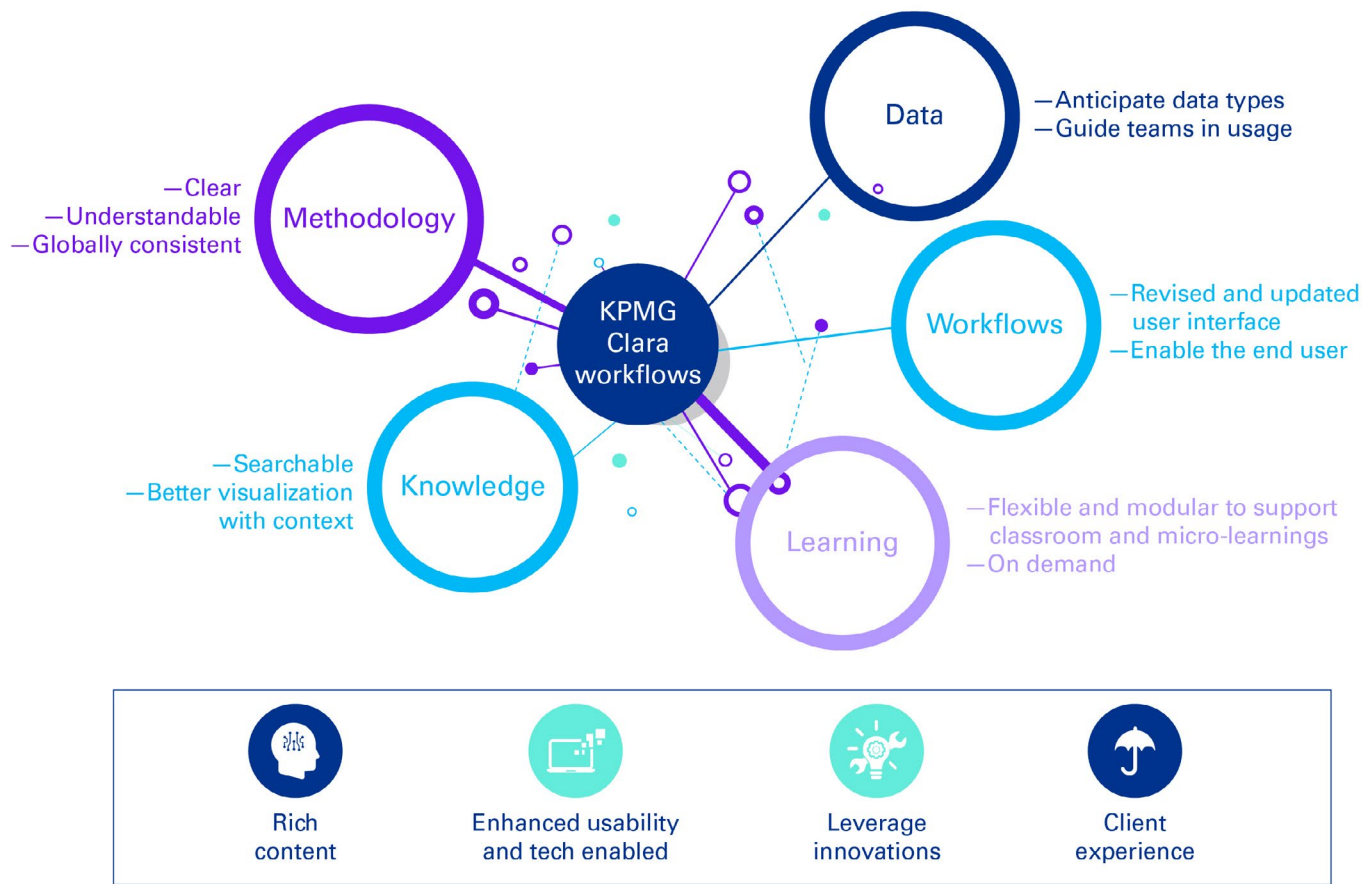 Data
—Anticipate data types
—Guide teams in usage
—Clear
—Understandable
—Globally consistent
Methodology
KPMG
Clara
workflows
Workflows
—Revised and updated
user interface
—Enable the end user
—Searchable
—Better visualization
with context
Knowledge
Learning
—Flexible and modular to support
classroom and micro-learnings
—On demand
Rich
content
Enhanced usability
and tech enabled
Leverage
innovations
Client
experience